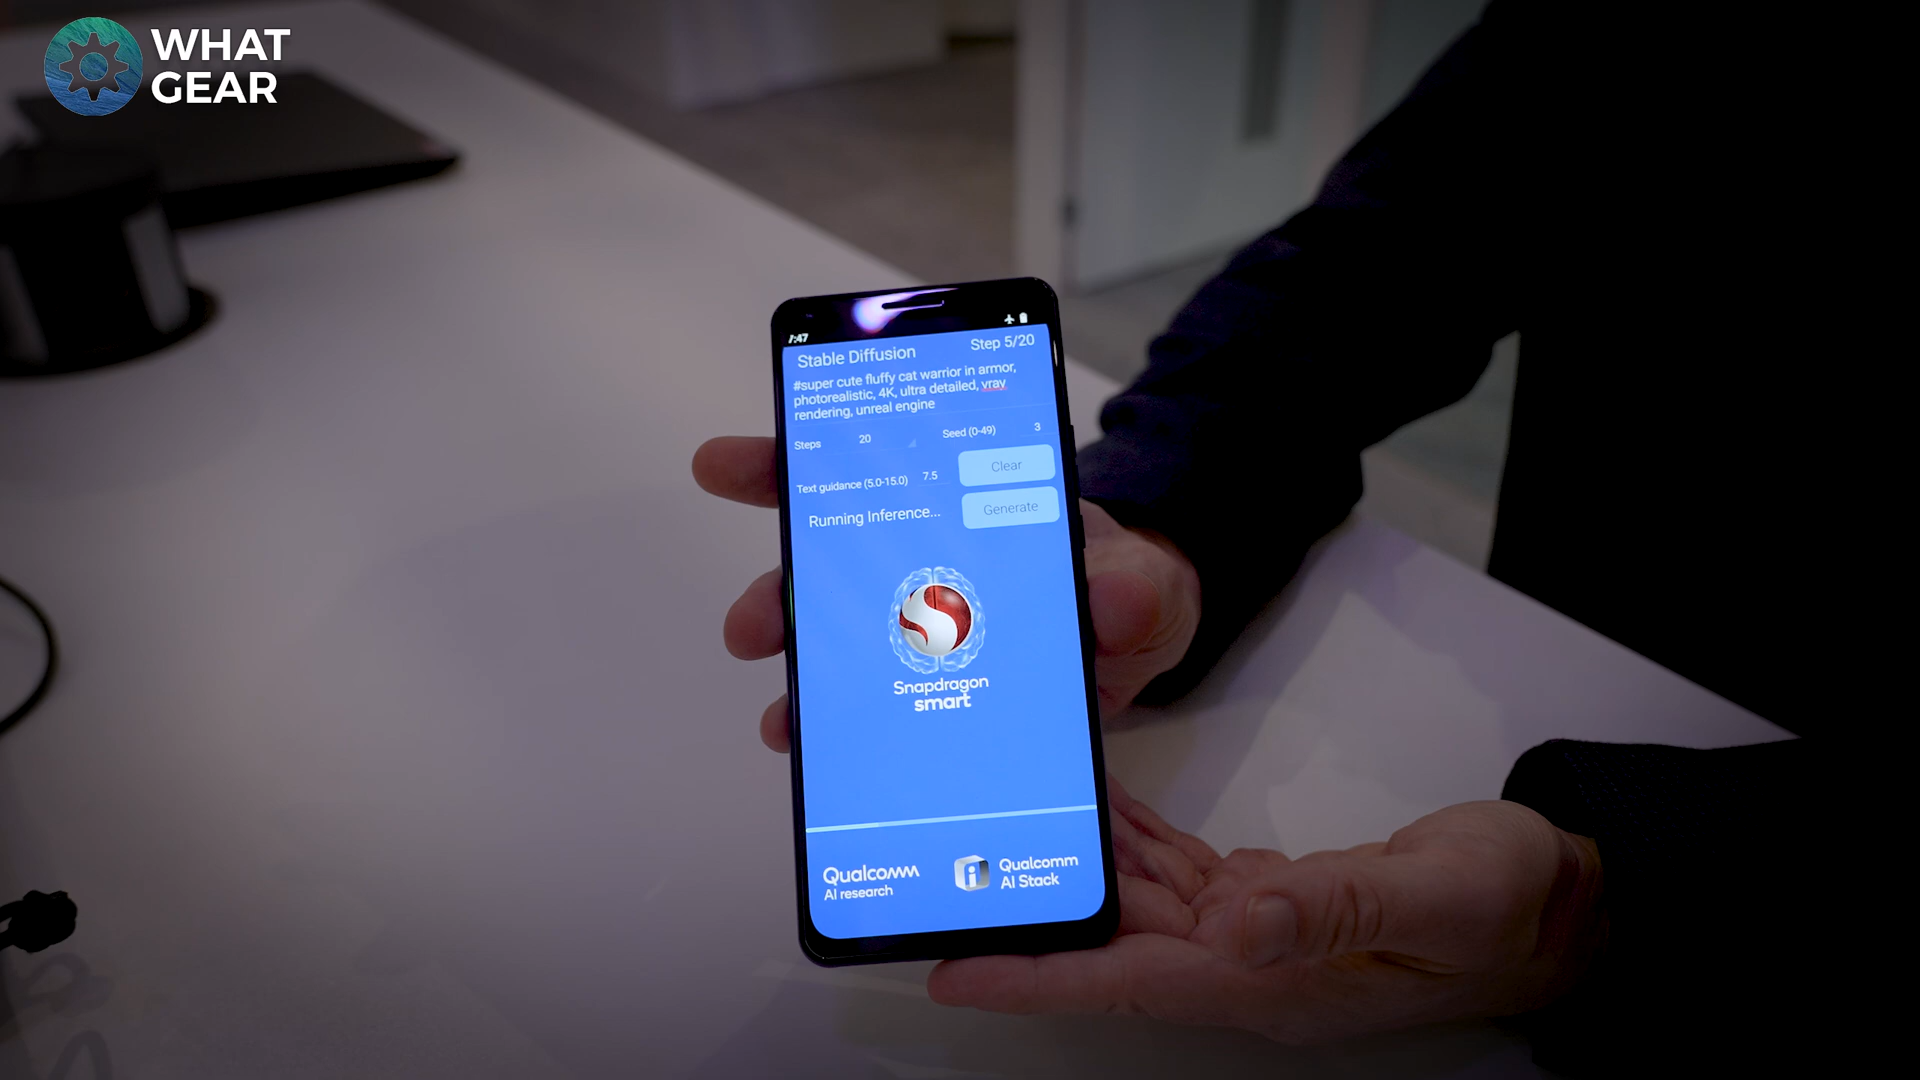 WHAT
GEAR
:47
Stable Diffusion
Step 5/20
#super cute fluffy cat warrior in armor,
photorealistic, 4K, ultra detailed, vray
rendering, unreal engine
Steps
20
Seed (0-49)
3
Text guidance (5.0-15.0)
7.5
Clear
Running Inference...
Generate
Snapdragon
smart
Qualcomm
AI research
Qualcomm
AI Stack